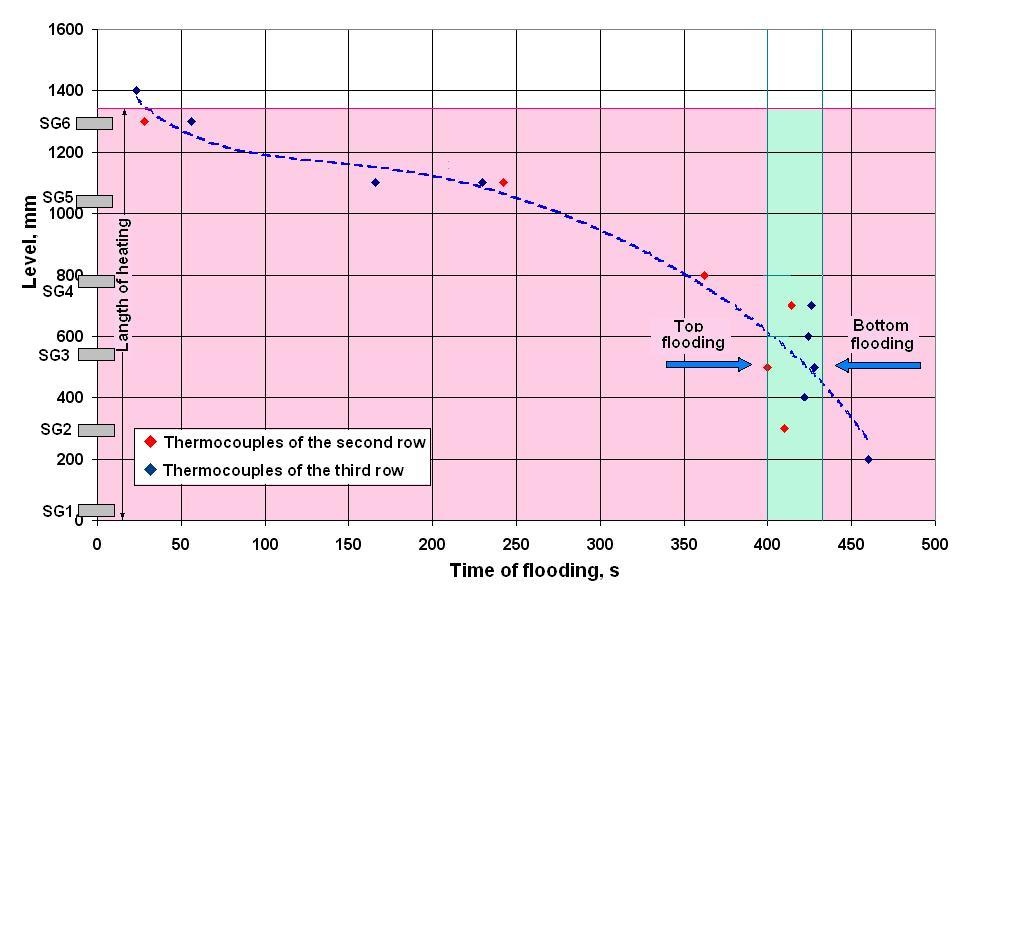 1600
1400
1200
1000
800
600
400
200
0
SG6
SG5
SG4
SG3
SG2
SG1
Level, mm
Langth of heating
Top
flooding
Bottom
flooding
Thermocouples of the second row
Thermocouples of the third row
0 50 100 150 200 250 300 350 400 450 500
Time of flooding, s